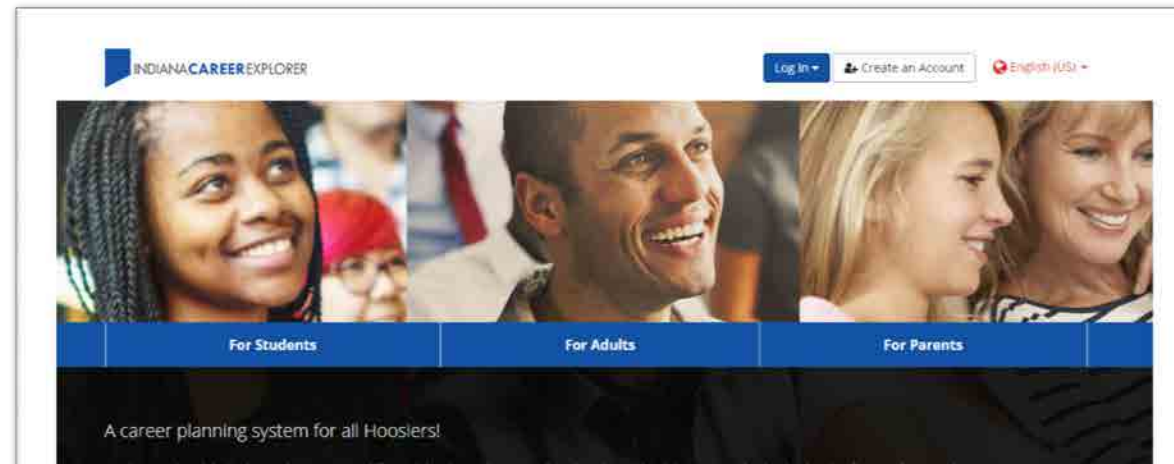 INDIANACAREEREXPLORER
Log In
Create an Account
English (US)
For Students
For Adults
For Parents
A career planning system for all Hoosiers!